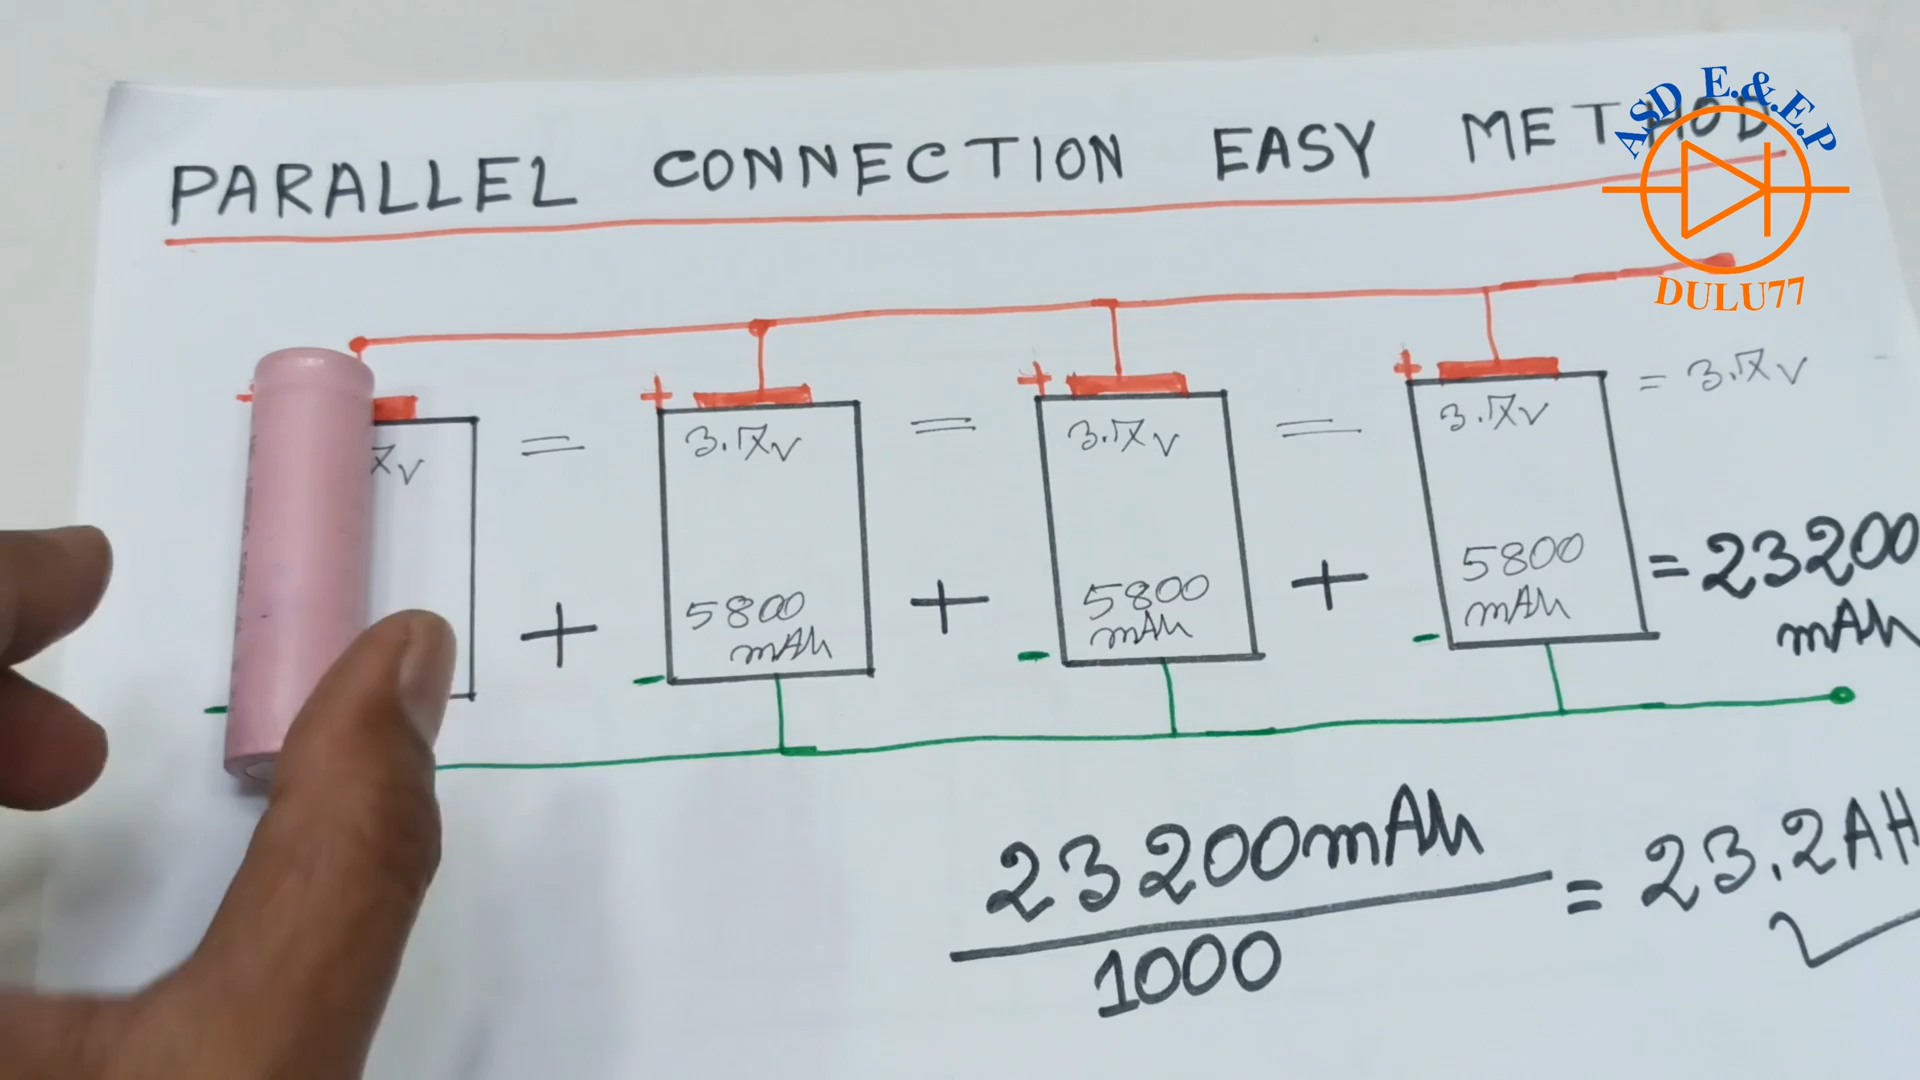 PARALLEL CONNECTION EASY METHOD
ASD E.&.E.P
DULU77
+ + + +
7V = 3.7V = 3.7V = 3.7V = 3.7V
+ 5800 mAh + 5800 mAh + 5800 mAh = 23200 mAh
- - - -
23200mAh
1000
= 23.2AH